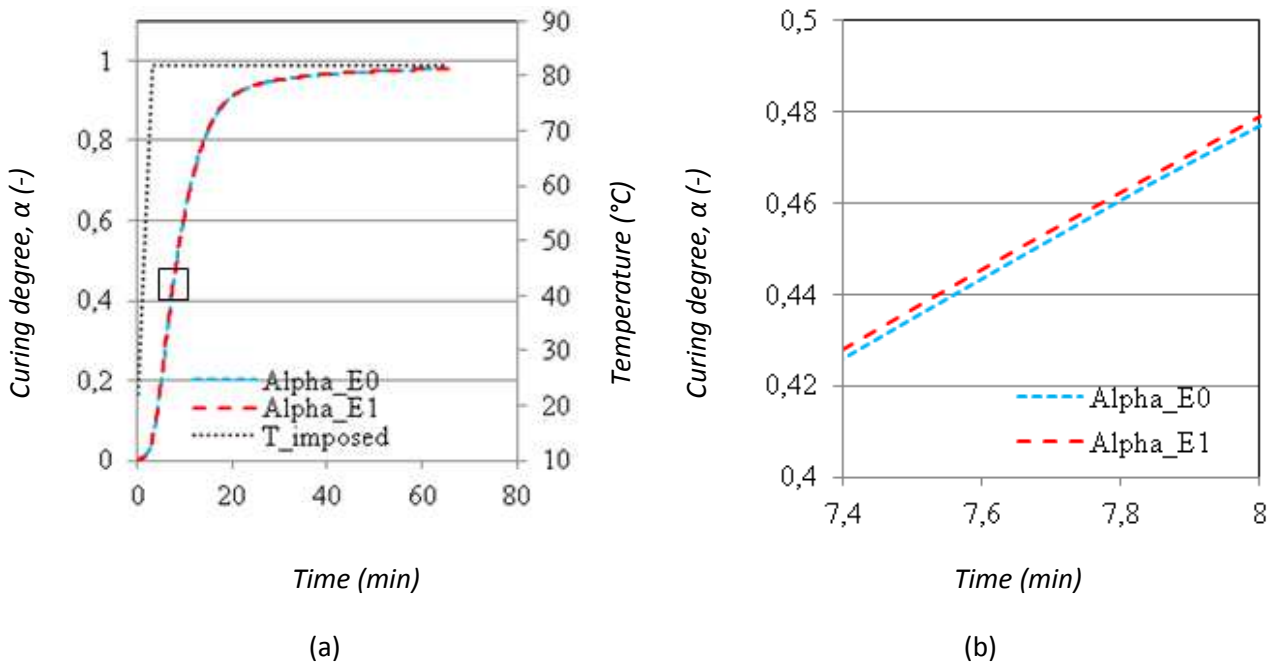 Curing degree, α (-)
1
0,8
0,6
0,4
0,2
0
Alpha_E0
Alpha_E1
T_imposed
0
20
40
60
80
Time (min)
90
80
70
60
50
40
30
20
10
Temperature (°C)
(a)
Curing degree, α (-)
0,5
0,48
0,46
0,44
0,42
0,4
Alpha_E0
Alpha_E1
7,4
7,6
7,8
8
Time (min)
(b)